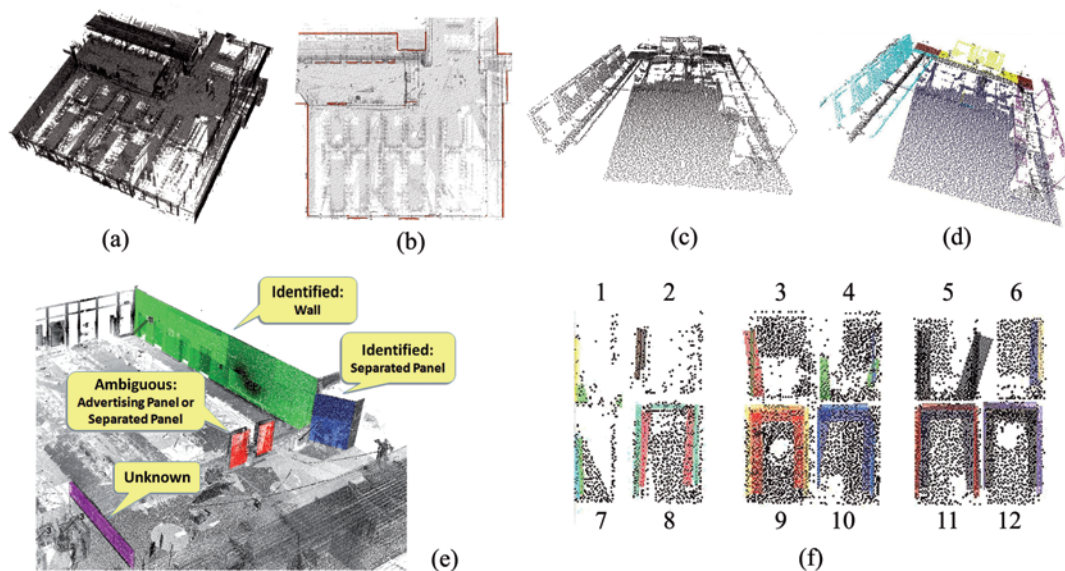 (a)
(b)
(c)
(d)
Identified:
Wall
Identified:
Separated Panel
Ambiguous:
Advertising Panel or
Separated Panel
Unknown
(e)
1 2 3 4 5 6
7 8 9 10 11 12
(f)